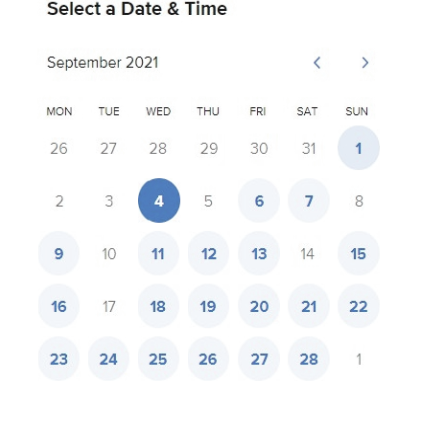 Select a Date & Time
September 2021 < >
MON TUE WED THU FRI SAT SUN
26 27 28 29 30 31 1
2 3 4 5 6 7 8
9 10 11 12 13 14 15
16 17 18 19 20 21 22
23 24 25 26 27 28 1